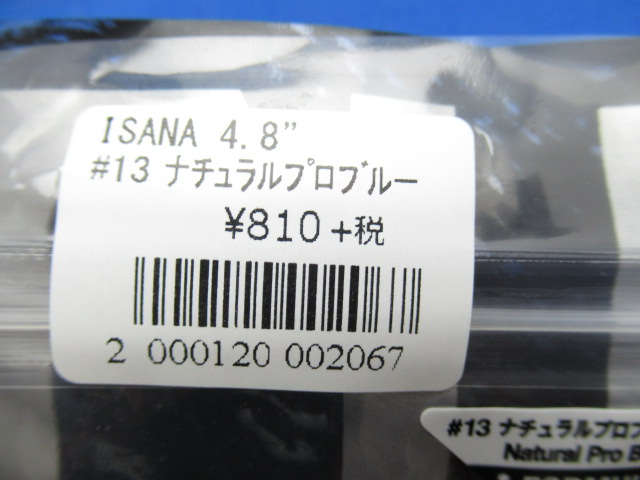 ISANA 4.8”
#13 ナチュラルプロブルー
¥810 +税
2 000120 002067
#13 ナチュラルプロブ
Natural Pro B